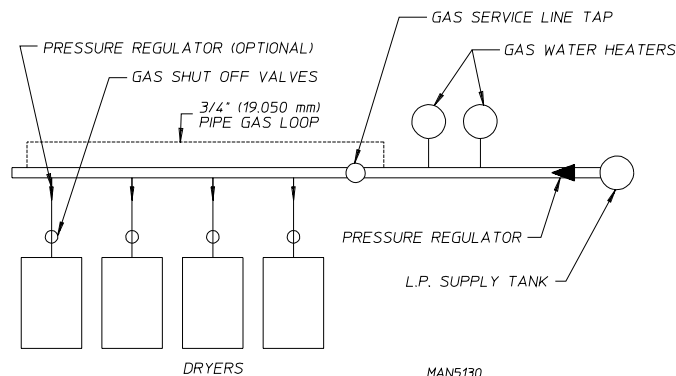 GAS SERVICE LINE TAP
PRESSURE REGULATOR (OPTIONAL)
GAS WATER HEATERS
GAS SHUT OFF VALVES
3/4" (19.050 mm)
PIPE GAS LOOP
PRESSURE REGULATOR
L.P. SUPPLY TANK
DRYERS
MAN5130